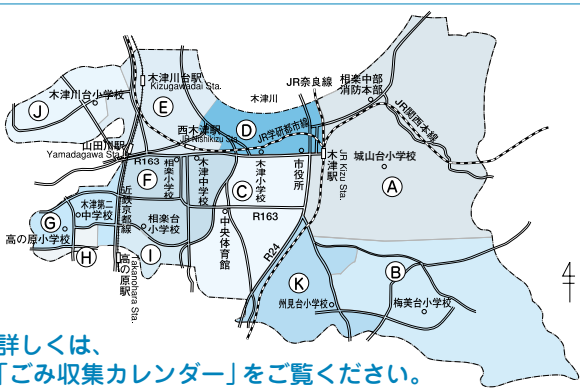 木津川台駅
Kizugawadai Sta.
木津川
JR奈良線
相楽中部
消防本部
木津川台小学校
J
E
西木津駅
JR Nishikizu Sta.
D
JR学研都市線
JR関西本線
山田川駅
Yamadagawa Sta.
R163
F
相楽小学校
木津中学校
C
木津小学校
市役所
木津駅
JR Kizu Sta.
城山台小学校
A
木津第二
中学校
近鉄京都線
相楽台
小学校
中央体育館
R163
G
高の原小学校
H
高の原駅
Takanohara Sta.
I
R24
K
州見台小学校
B
梅美台小学校
詳しくは、
「ごみ収集カレンダー」をご覧ください。